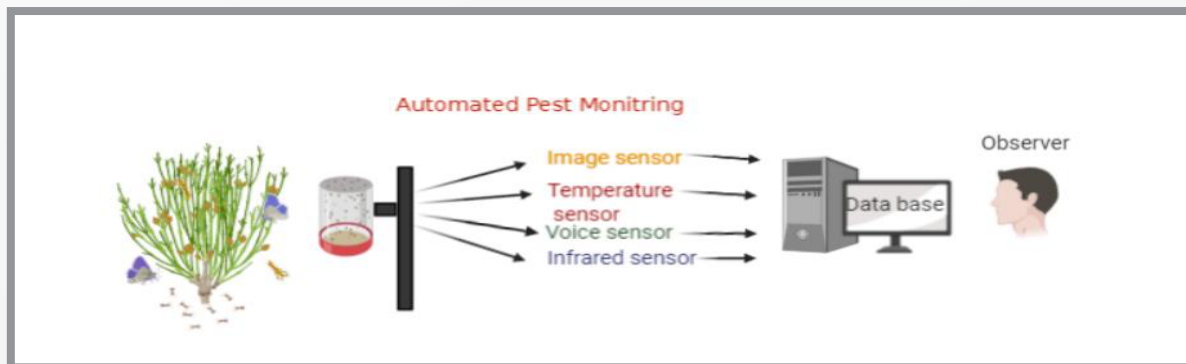 Automated Pest Monitring
Image sensor
Temperature
sensor
Voice sensor
Infrared sensor
Data base
Observer